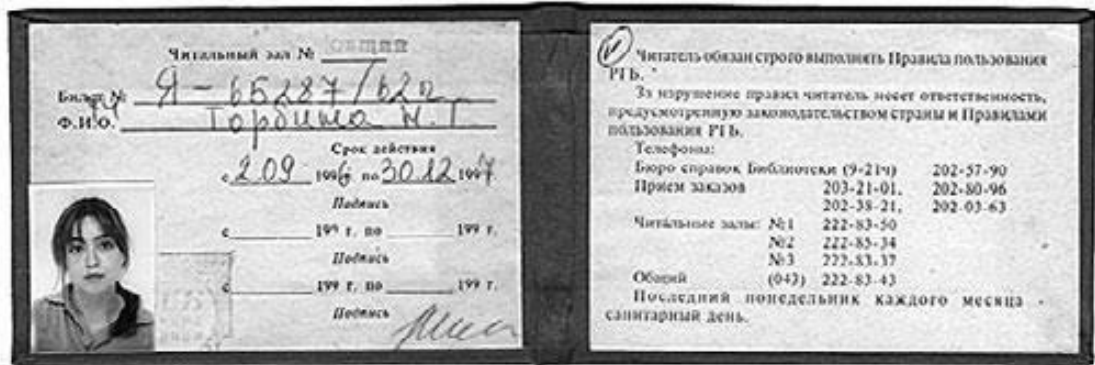 Читальный зал № ОБЩИЙ
Билет № Я-65287/62п
Ф.И.О. Н.Г.
Срок действия
с 2.09 1996 г. по 30.12 1997
Подпись
с 199 г. по 199 г.
Подпись
с 199 г. по 199 г.
Подпись
Читатель обязан строго выполнять Правила пользования
РГБ.
За нарушение правил читатель несет ответственность,
предусмотренную законодательством страны и Правилами
пользования РГБ.
Телефоны:
Бюро справок Библиотеки (9-21ч) 202-57-90
Прием заказов 203-21-01, 202-80-96
202-38-21, 202-03-63
Читальные залы: №1 222-83-50
№2 222-85-34
№3 222-83-37
Общий (043) 222-83-43
Последний понедельник каждого месяца -
санитарный день.